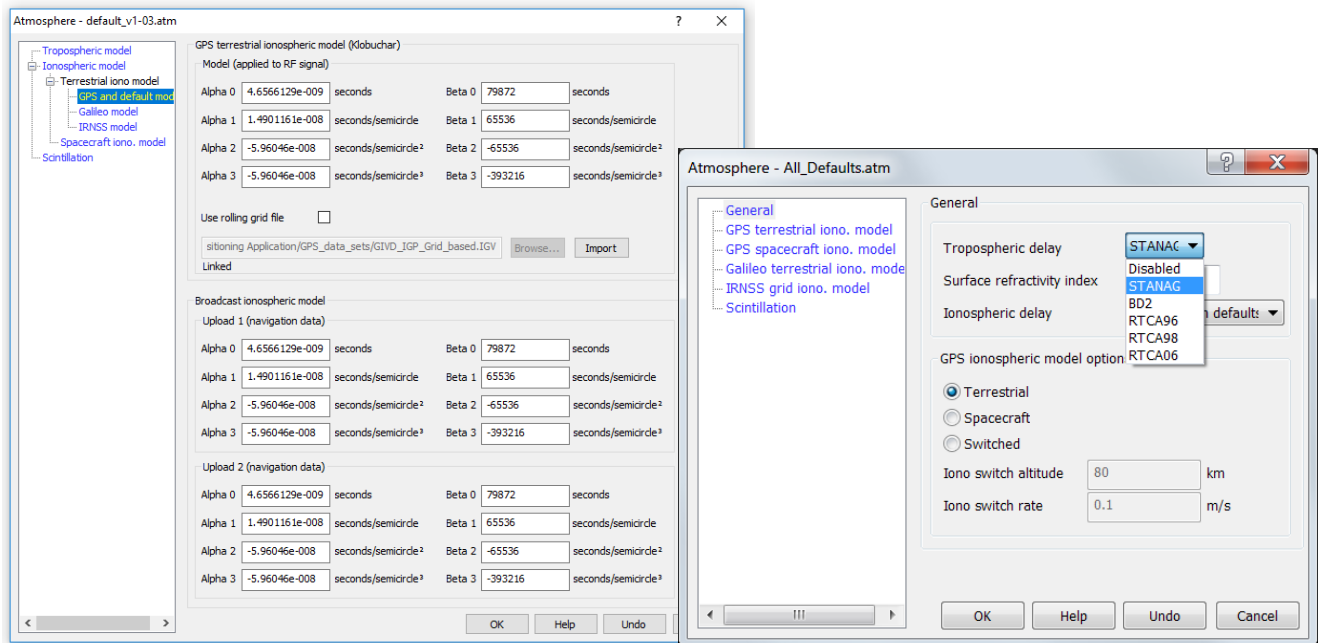 Atmosphere - default_v1-03.atm
?
Tropospheric model
Ionospheric model
Terrestrial iono model
GPS and default mod
Galileo model
IRNSS model
Spacecraft iono. model
Scintillation
GPS terrestrial ionospheric model (Klobuchar)
Model (applied to RF signal)
Alpha 0 4.6566129e-009 seconds Beta 0 79872 seconds
Alpha 1 1.4901161e-008 seconds/semicircle Beta 1 65536 seconds/semicircle
Alpha 2 -5.96046e-008 seconds/semicircle² Beta 2 -65536 seconds/semicircle²
Alpha 3 -5.96046e-008 seconds/semicircle³ Beta 3 -393216 seconds/semicircle³
Use rolling grid file
sitioning Application/GPS_data_sets/GIVD_IGP_Grid_based.IGV Browse... Import
Linked
Broadcast ionospheric model
Upload 1 (navigation data)
Alpha 0 4.6566129e-009 seconds Beta 0 79872 seconds
Alpha 1 1.4901161e-008 seconds/semicircle Beta 1 65536 seconds/semicircle
Alpha 2 -5.96046e-008 seconds/semicircle² Beta 2 -65536 seconds/semicircle²
Alpha 3 -5.96046e-008 seconds/semicircle³ Beta 3 -393216 seconds/semicircle³
Upload 2 (navigation data)
Alpha 0 4.6566129e-009 seconds Beta 0 79872 seconds
Alpha 1 1.4901161e-008 seconds/semicircle Beta 1 65536 seconds/semicircle
Alpha 2 -5.96046e-008 seconds/semicircle² Beta 2 -65536 seconds/semicircle²
Alpha 3 -5.96046e-008 seconds/semicircle³ Beta 3 -393216 seconds/semicircle³
OK Help Undo
Atmosphere - All_Defaults.atm
?
General
GPS terrestrial iono. model
GPS spacecraft iono. model
Galileo terrestrial iono. mode
IRNSS grid iono. model
Scintillation
General
Tropospheric delay STANAG
Disabled
Surface refractivity index
STANAG
BD2
Ionospheric delay defaults
RTCA96
RTCA98
RTCA06
GPS ionospheric model option
Terrestrial
Spacecraft
Switched
Iono switch altitude 80 km
Iono switch rate 0.1 m/s
OK Help Undo Cancel